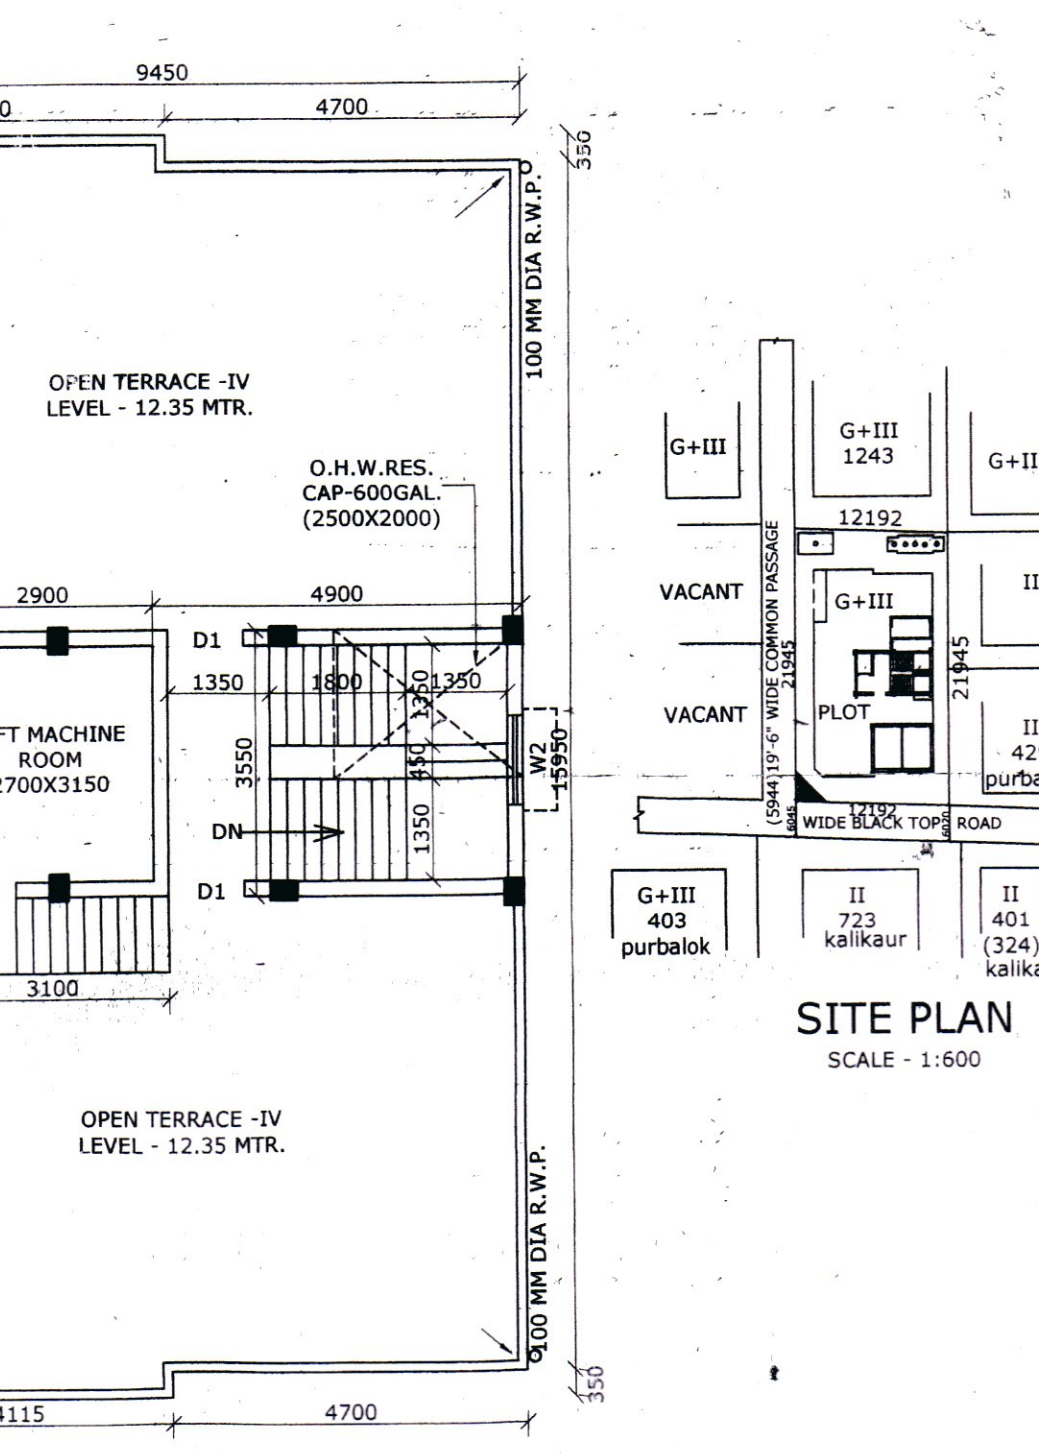 9450
4700
350
100 MM DIA R.W.P.
OPEN TERRACE -IV
LEVEL - 12.35 MTR.
O.H.W.RES.
CAP-600GAL.
(2500X2000)
2900
4900
D1
1350
1800
1350
1350
3550
450
1350
FT MACHINE
ROOM
2700X3150
W2
15950
DN
D1
3100
OPEN TERRACE -IV
LEVEL - 12.35 MTR.
100 MM DIA R.W.P.
350
4115
4700
G+III
G+III
1243
G+II
12192
VACANT
G+III
II
(5944)19'-6" WIDE COMMON PASSAGE
21945
21945
VACANT
PLOT
II
42
purba
12192
6045
WIDE BLACK TOP
6020
ROAD
G+III
403
purbalok
II
723
kalikaur
II
401
(324)
kalika
SITE PLAN
SCALE - 1:600